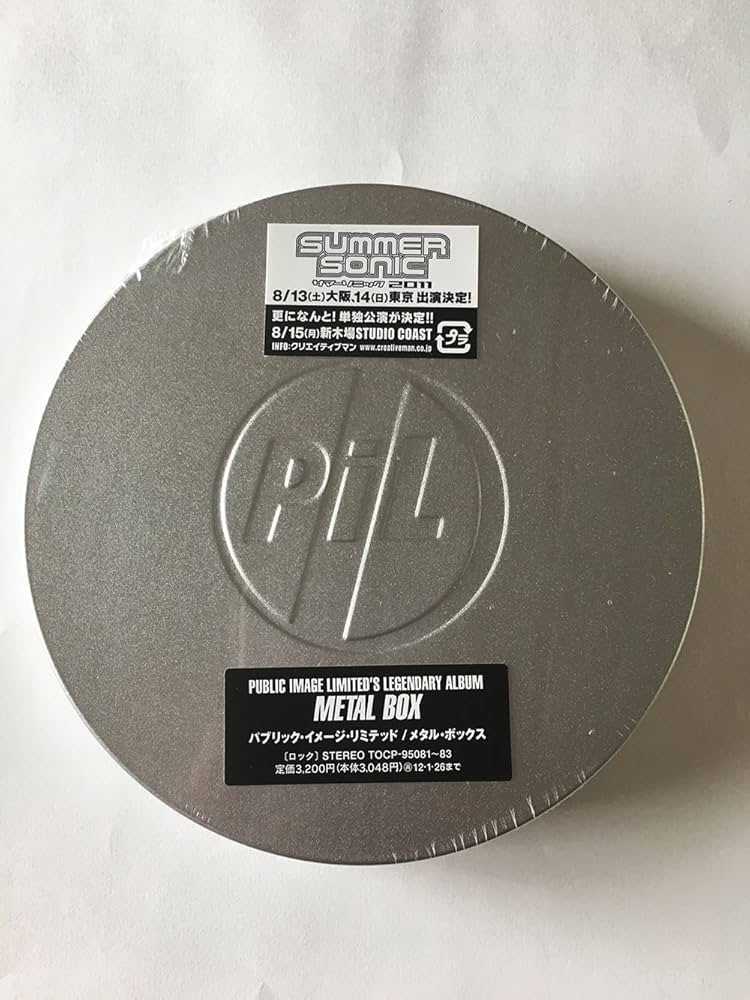 SUMMER
SONIC
サマーソニック 2011
8/13(土)大阪、14(日)東京 出演決定!
更になんと!単独公演が決定!!
8/15(月)新木場STUDIO COAST
INFO:クリエイティブマン www.creativeman.co.jp
プラ
PiL
PUBLIC IMAGE LIMITED'S LEGENDARY ALBUM
METAL BOX
パブリック・イメージ・リミテッド/メタル・ボックス
〔ロック〕STEREO TOCP-95081~83
定価3,200円(本体3,048円)㋐12・1・26まで